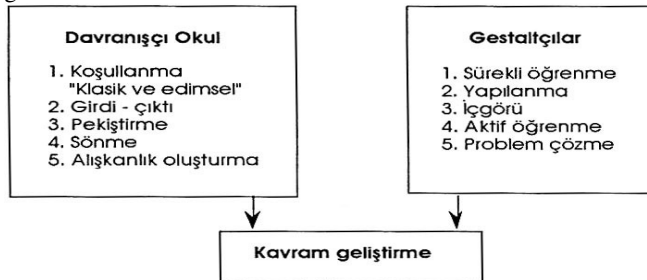 Davranışçı Okul
1. Koşullanma
"Klasik ve edimsel"
2. Girdi - çıktı
3. Pekiştirme
4. Sönme
5. Alışkanlık oluşturma
Gestaltçılar
1. Sürekli öğrenme
2. Yapılanma
3. İçgörü
4. Aktif öğrenme
5. Problem çözme
Kavram geliştirme